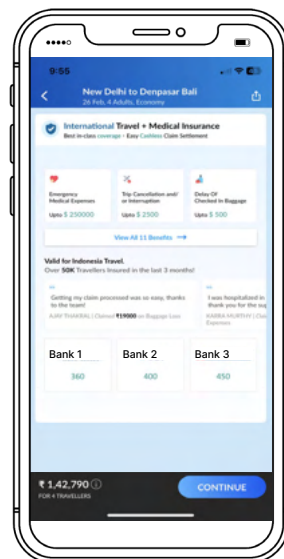 9:55
New Delhi to Denpasar Bali
26 Feb, 4 Adults, Economy
International Travel + Medical Insurance
Best in-class coverage • Easy Cashless Claim Settlement
Emergency Medical Expenses
Upto $ 250000
Trip Cancellation and/or Interruption
Upto $ 2500
Delay Of Checked In Baggage
Upto $ 500
View All 11 Benefits →
Valid for Indonesia Travel.
Over 50K Travellers Insured in the last 3 months!
Getting my claim processed was so easy, thanks to the team!
AJAY THAKRAL | Claimed ₹19000 on Baggage Loss
I was hospitalized in
thank you for the sup
KARRA MURTHY | Clai
Expenses
Bank 1
360
Bank 2
400
Bank 3
450
₹ 1,42,790
FOR 4 TRAVELLERS
CONTINUE